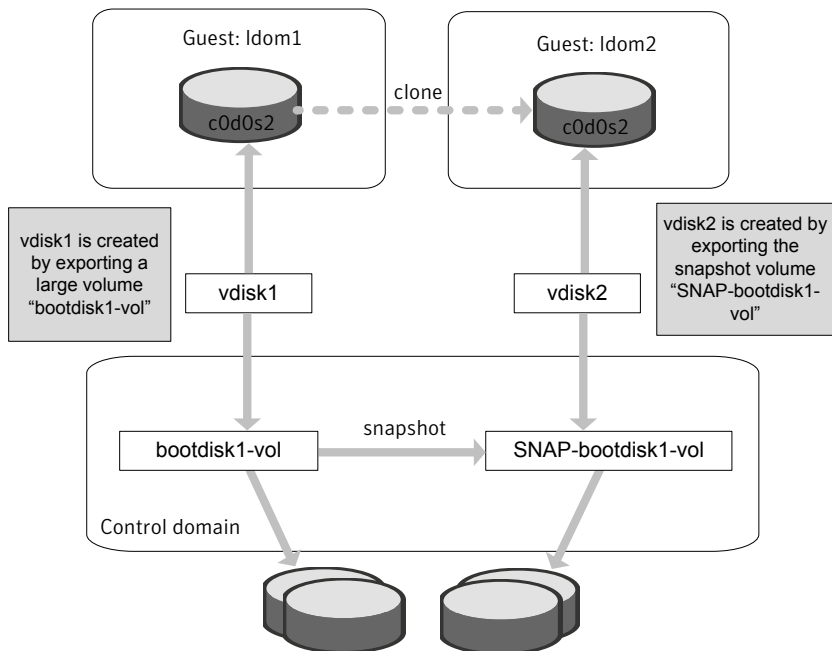 Guest: ldom1
Guest: ldom2
clone
c0d0s2
c0d0s2
vdisk1 is created
by exporting a
large volume
“bootdisk1-vol”
vdisk2 is created by
exporting the
snapshot volume
“SNAP-bootdisk1-
vol”
vdisk1
vdisk2
snapshot
bootdisk1-vol
SNAP-bootdisk1-vol
Control domain